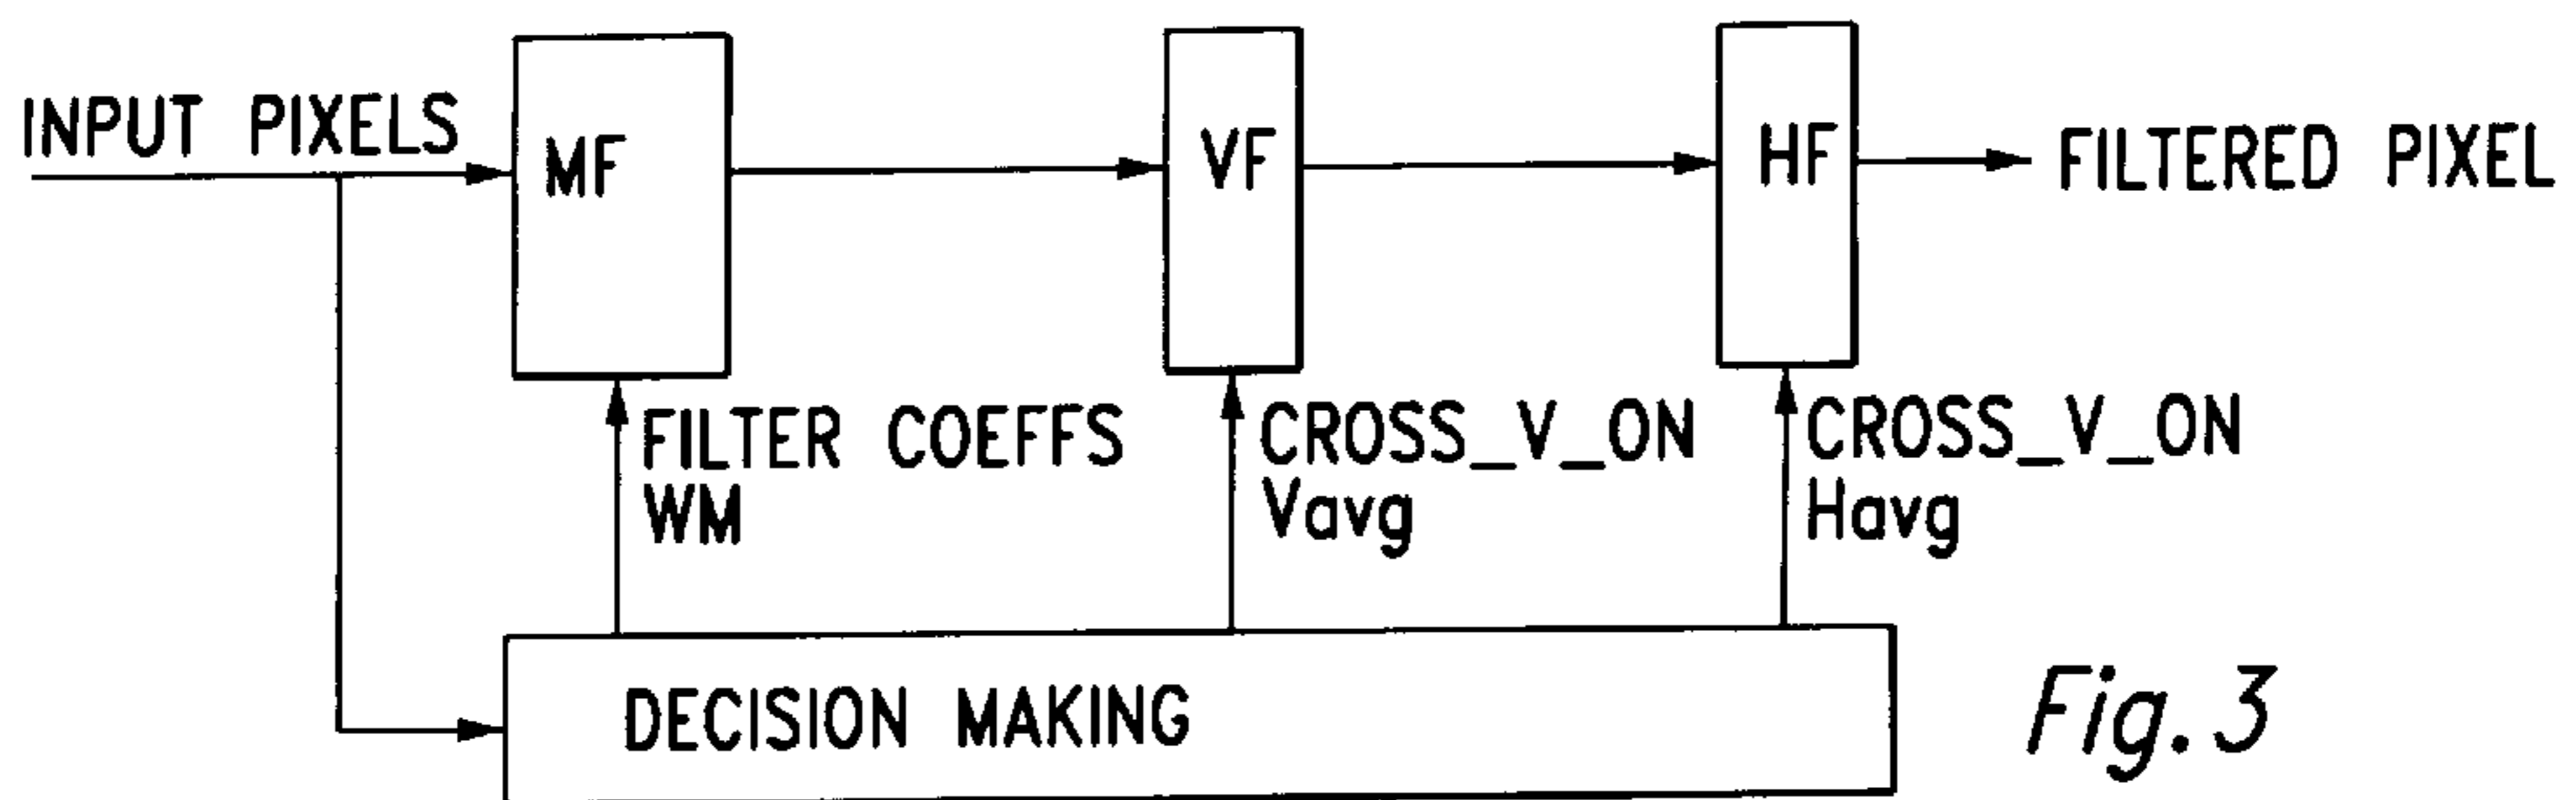 INPUT PIXELS
MF
VF
HF
FILTERED PIXEL
FILTER COEFFS
WM
CROSS_V_ON
Vavg
CROSS_V_ON
Havg
DECISION MAKING
Fig. 3